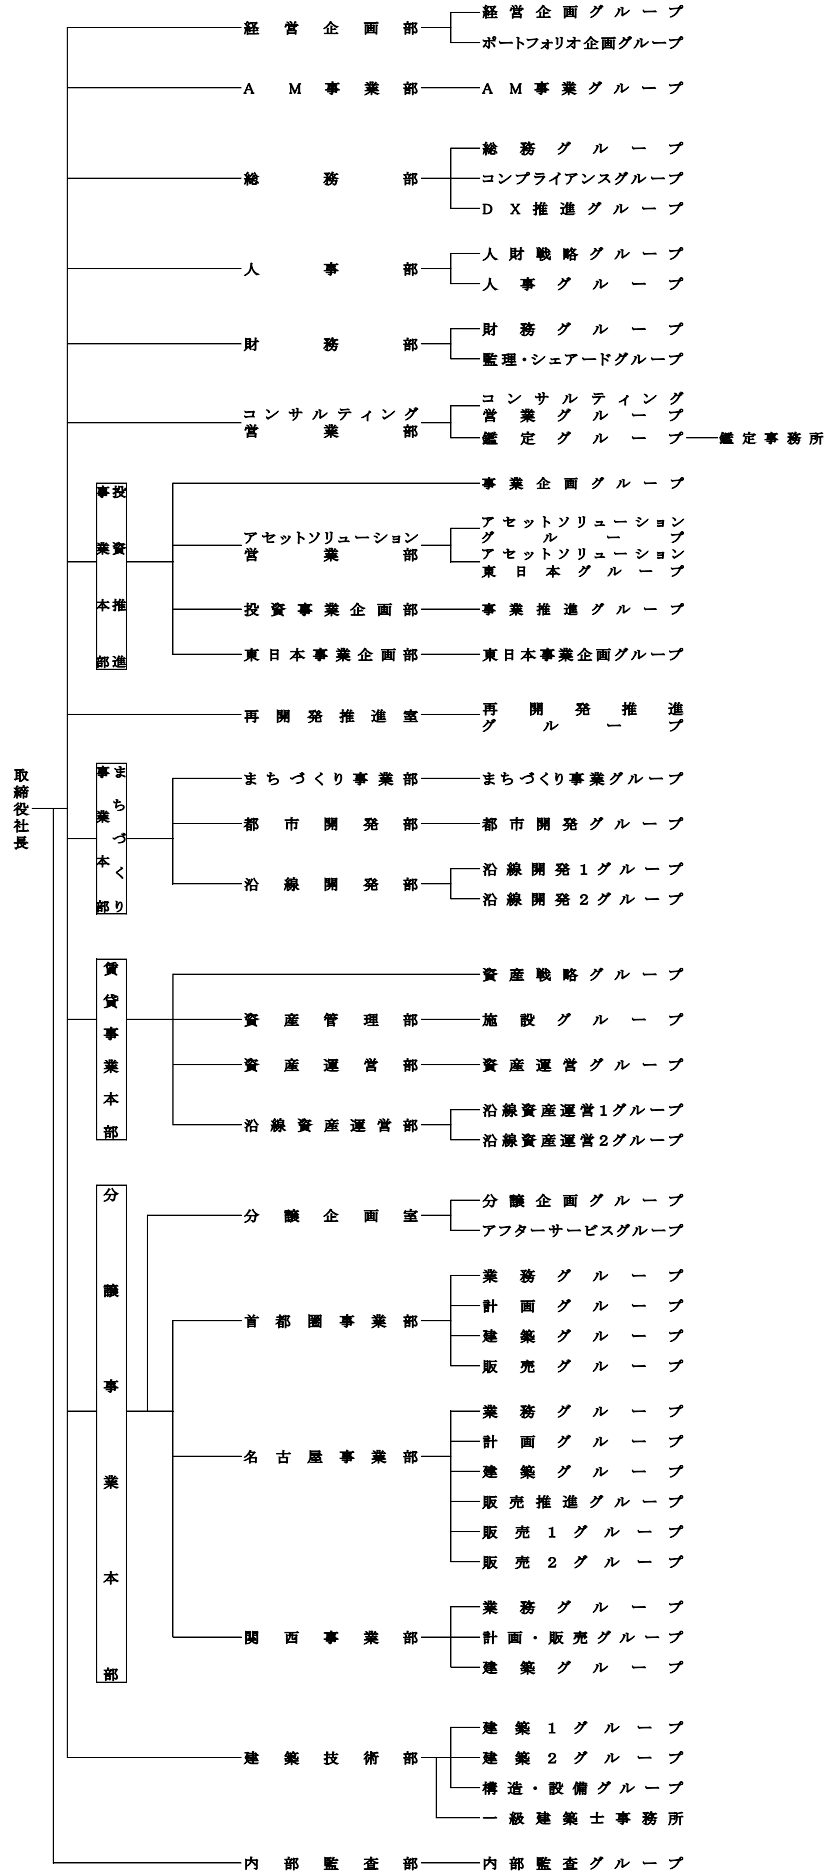 経営企画部
経営企画グループ
ポートフォリオ企画グループ
AM事業部
AM事業グループ
総務部
総務グループ
コンプライアンスグループ
DX推進グループ
人事部
人財戦略グループ
人事グループ
財務部
財務グループ
監理・シェアードグループ
コンサルティング
営業部
コンサルティング
営業グループ
鑑定グループ
鑑定事務所
投資推進
事業本部
事業企画グループ
アセットソリューション
営業部
アセットソリューション
グループ
アセットソリューション
東日本グループ
投資事業企画部
事業推進グループ
東日本事業企画部
東日本事業企画グループ
再開発推進室
再開発推進
グループ
取締役社長
まちづくり
事業本部
まちづくり事業部
まちづくり事業グループ
都市開発部
都市開発グループ
沿線開発部
沿線開発1グループ
沿線開発2グループ
賃貸事業本部
資産戦略グループ
資産管理部
施設グループ
資産運営部
資産運営グループ
沿線資産運営部
沿線資産運営1グループ
沿線資産運営2グループ
分譲事業本部
分譲企画室
分譲企画グループ
アフターサービスグループ
首都圏事業部
業務グループ
計画グループ
建築グループ
販売グループ
名古屋事業部
業務グループ
計画グループ
建築グループ
販売推進グループ
販売1グループ
販売2グループ
関西事業部
業務グループ
計画・販売グループ
建築グループ
建築技術部
建築1グループ
建築2グループ
構造・設備グループ
一級建築士事務所
内部監査部
内部監査グループ